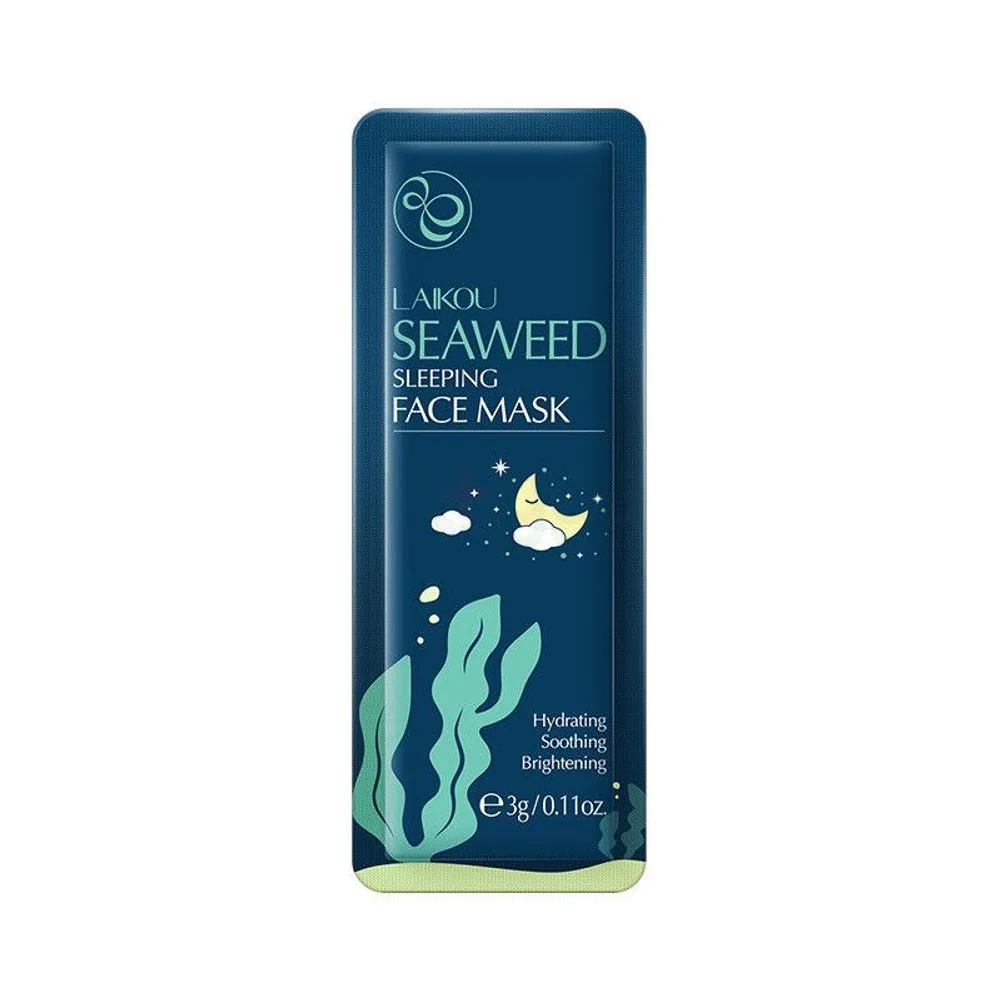 LAIKOU
SEAWEED
SLEEPING
FACE MASK
Hydrating
Soothing
Brightening
℮3g/0.11oz.